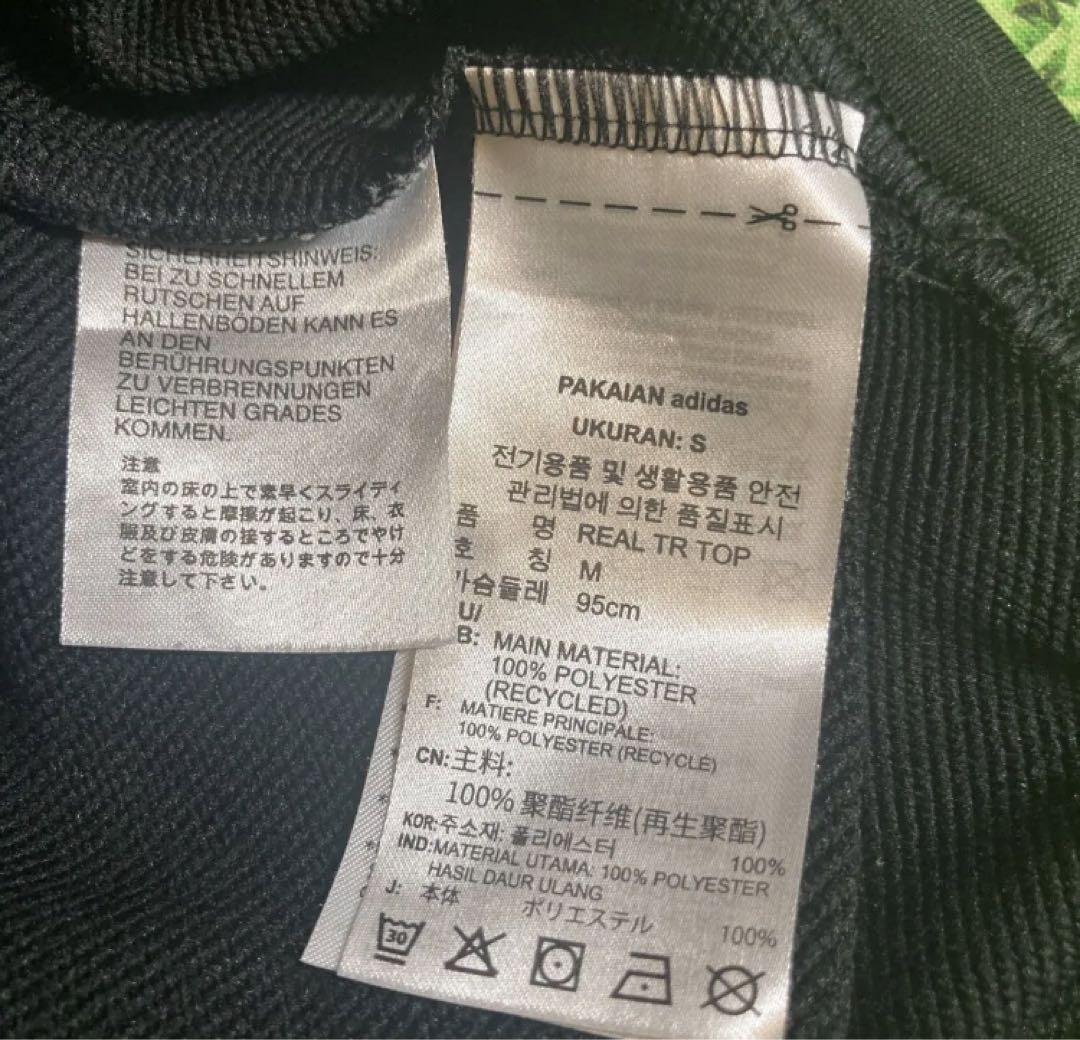 SICHERHEITSHINWEIS:
BEI ZU SCHNELLEM
RUTSCHEN AUF
HALLENBÖDEN KANN ES
AN DEN
BERÜHRUNGSPUNKTEN
ZU VERBRENNUNGEN
LEICHTEN GRADES
KOMMEN.
注意
室内の床の上で素早くスライディ
ングすると摩擦が起こり、床、衣
服及び皮膚の接するところでやけ
どをする危険がありますので十分
注意して下さい。
PAKAIAN adidas
UKURAN: S
전기용품 및 생활용품 안전
관리법에 의한 품질표시
품 명 REAL TR TOP
호 칭 M
가슴둘레 95cm
U/
B: MAIN MATERIAL:
100% POLYESTER
(RECYCLED)
F: MATIERE PRINCIPALE:
100% POLYESTER (RECYCLÉ)
CN:主料:
100% 聚酯纤维(再生聚酯)
KOR:주소재: 폴리에스터 100%
IND:MATERIAL UTAMA: 100% POLYESTER
HASIL DAUR ULANG
J: 本体 ポリエステル 100%
30